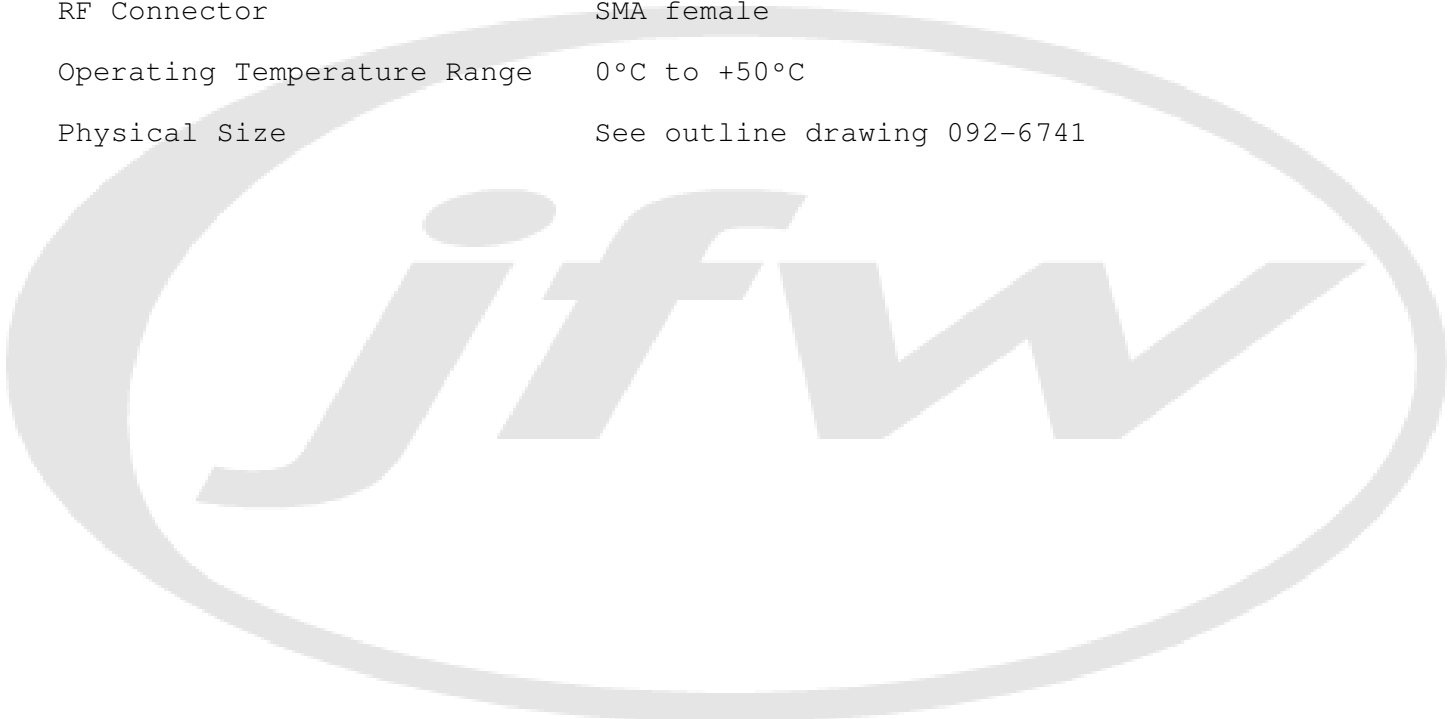 RF Connector SMA female
Operating Temperature Range 0°C to +50°C
Physical Size See outline drawing 092-6741
jfw